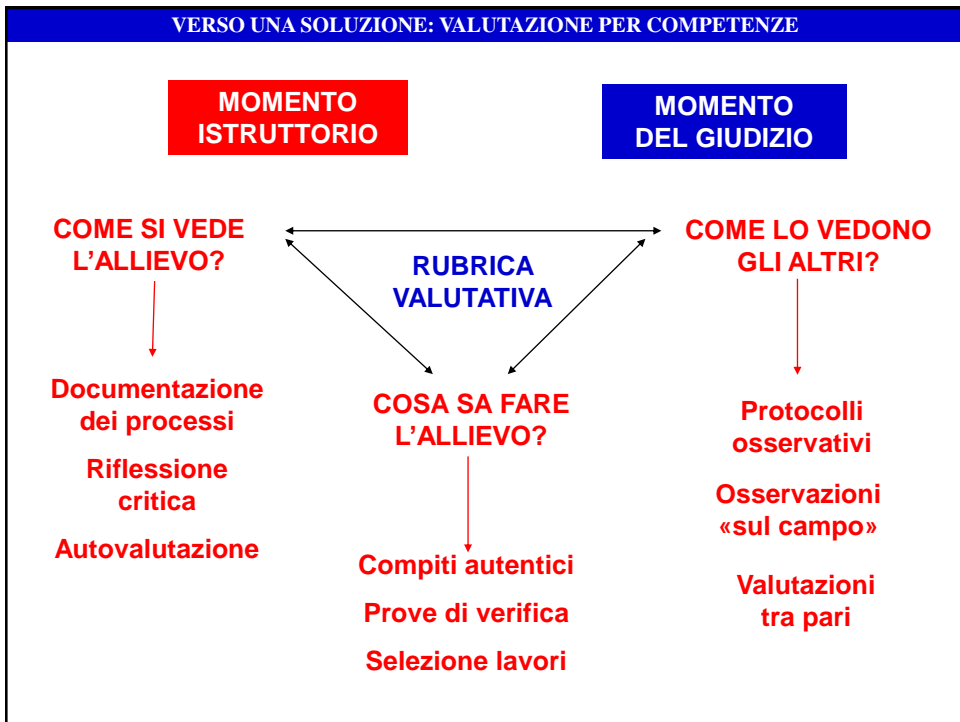 VERSO UNA SOLUZIONE: VALUTAZIONE PER COMPETENZE
MOMENTO
ISTRUTTORIO
MOMENTO
DEL GIUDIZIO
COME SI VEDE
L’ALLIEVO?
RUBRICA
VALUTATIVA
COME LO VEDONO
GLI ALTRI?
Documentazione
dei processi
Riflessione
critica
Autovalutazione
COSA SA FARE
L’ALLIEVO?
Compiti autentici
Prove di verifica
Selezione lavori
Protocolli
osservativi
Osservazioni
«sul campo»
Valutazioni
tra pari